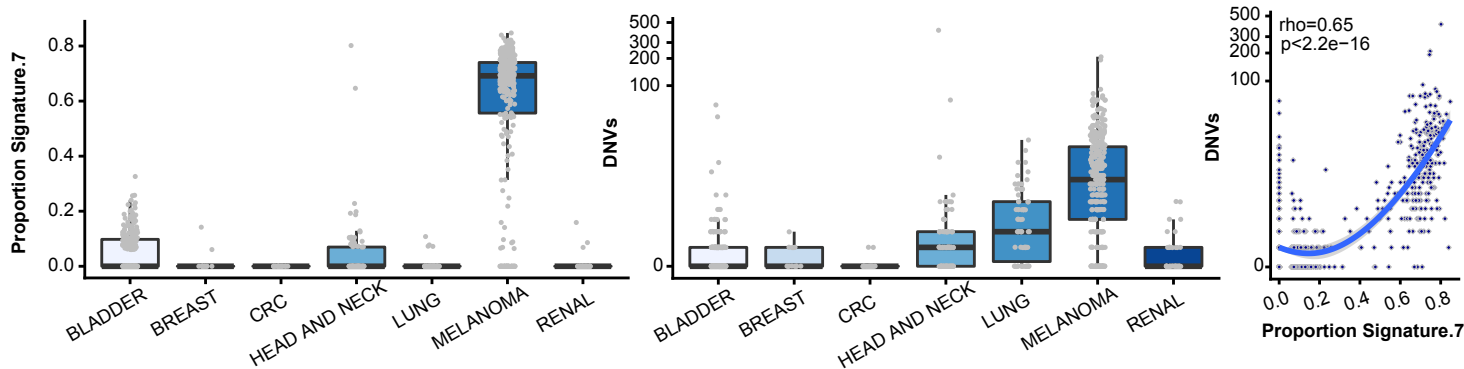 Proportion Signature.7
0.8
0.6
0.4
0.2
0.0
BLADDER
BREAST
CRC
HEAD AND NECK
LUNG
MELANOMA
RENAL
DNVs
500
300
200
100
0
BLADDER
BREAST
CRC
HEAD AND NECK
LUNG
MELANOMA
RENAL
DNVs
500
300
200
100
0
rho=0.65
p<2.2e−16
0.0 0.2 0.4 0.6 0.8
Proportion Signature.7